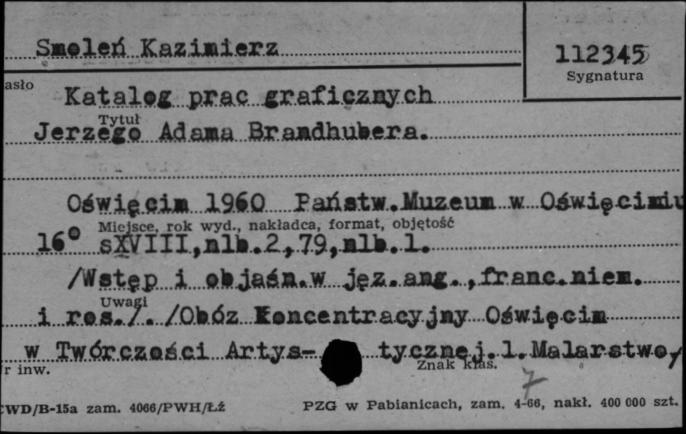 Smoleń Kazimierz
112345
Sygnatura
asło
Katalog prac graficznych
Tytuł
Jerzego Adama Brandhubera.
Oświęcim 1960 Państw.Muzeum w Oświęcimiu
Miejsce, rok wyd., nakładca, format, objętość
16° sXVIII,nlb.2,79,nlb.1.
/Wstęp i objaśn.w jęz.ang.,franc.niem.
Uwagi
i ros./. /Obóz Koncentracyjny Oświęcim
w Twórczości Artys- tycznej.1.Malarstwo,
r inw.
Znak klas.
7
WD/B-15a zam. 4066/PWH/Łź
PZG w Pabianicach, zam. 4-66, nakł. 400 000 szt.